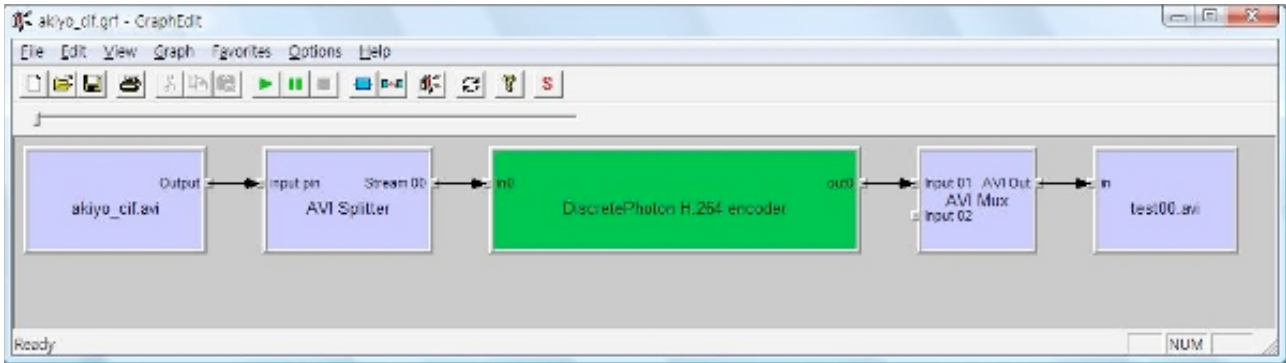 akiyo_cif.grf - GraphEdit
File Edit View Graph Favorites Options Help
S
Output
akiyo_cif.avi
input pin Stream 00
AVI Splitter
in0 out0
DiscretePhoton H.264 encoder
Input 01 AVI Out
AVI Mux
Input 02
in
test00.avi
Ready
NUM